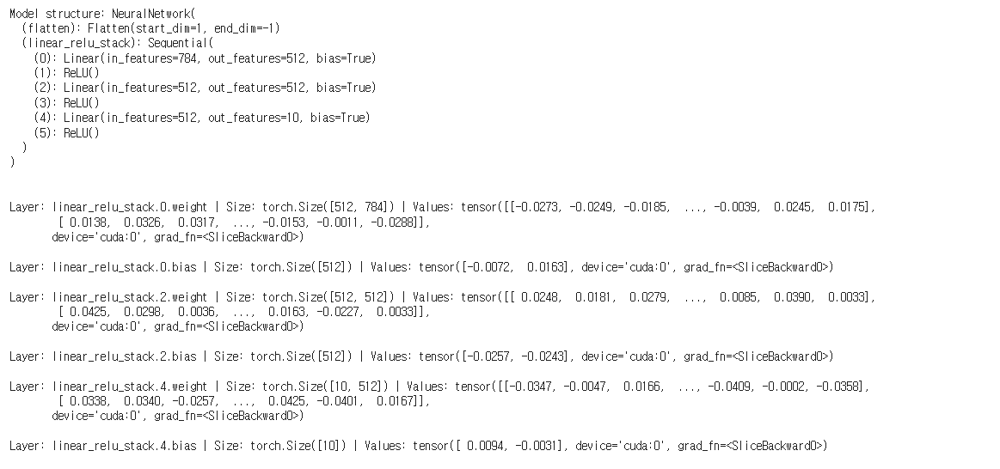 Model structure: NeuralNetwork(
  (flatten): Flatten(start_dim=1, end_dim=-1)
  (linear_relu_stack): Sequential(
    (0): Linear(in_features=784, out_features=512, bias=True)
    (1): ReLU()
    (2): Linear(in_features=512, out_features=512, bias=True)
    (3): ReLU()
    (4): Linear(in_features=512, out_features=10, bias=True)
    (5): ReLU()
  )
)
Layer: linear_relu_stack.0.weight | Size: torch.Size([512, 784]) | Values: tensor([[-0.0273, -0.0249, -0.0185,  ..., -0.0039,  0.0245,  0.0175],
        [ 0.0138,  0.0326,  0.0317,  ..., -0.0153, -0.0011, -0.0288]],
       device='cuda:0', grad_fn=<SliceBackward0>)
Layer: linear_relu_stack.0.bias | Size: torch.Size([512]) | Values: tensor([-0.0072,  0.0163], device='cuda:0', grad_fn=<SliceBackward0>)
Layer: linear_relu_stack.2.weight | Size: torch.Size([512, 512]) | Values: tensor([[ 0.0248,  0.0181,  0.0279,  ...,  0.0085,  0.0390,  0.0033],
        [ 0.0425,  0.0298,  0.0036,  ...,  0.0163, -0.0227,  0.0033]],
       device='cuda:0', grad_fn=<SliceBackward0>)
Layer: linear_relu_stack.2.bias | Size: torch.Size([512]) | Values: tensor([-0.0257, -0.0243], device='cuda:0', grad_fn=<SliceBackward0>)
Layer: linear_relu_stack.4.weight | Size: torch.Size([10, 512]) | Values: tensor([[-0.0347, -0.0047,  0.0166,  ..., -0.0409, -0.0002, -0.0358],
        [ 0.0338,  0.0340, -0.0257,  ...,  0.0425, -0.0401,  0.0167]],
       device='cuda:0', grad_fn=<SliceBackward0>)
Layer: linear_relu_stack.4.bias | Size: torch.Size([10]) | Values: tensor([ 0.0094, -0.0031], device='cuda:0', grad_fn=<SliceBackward0>)